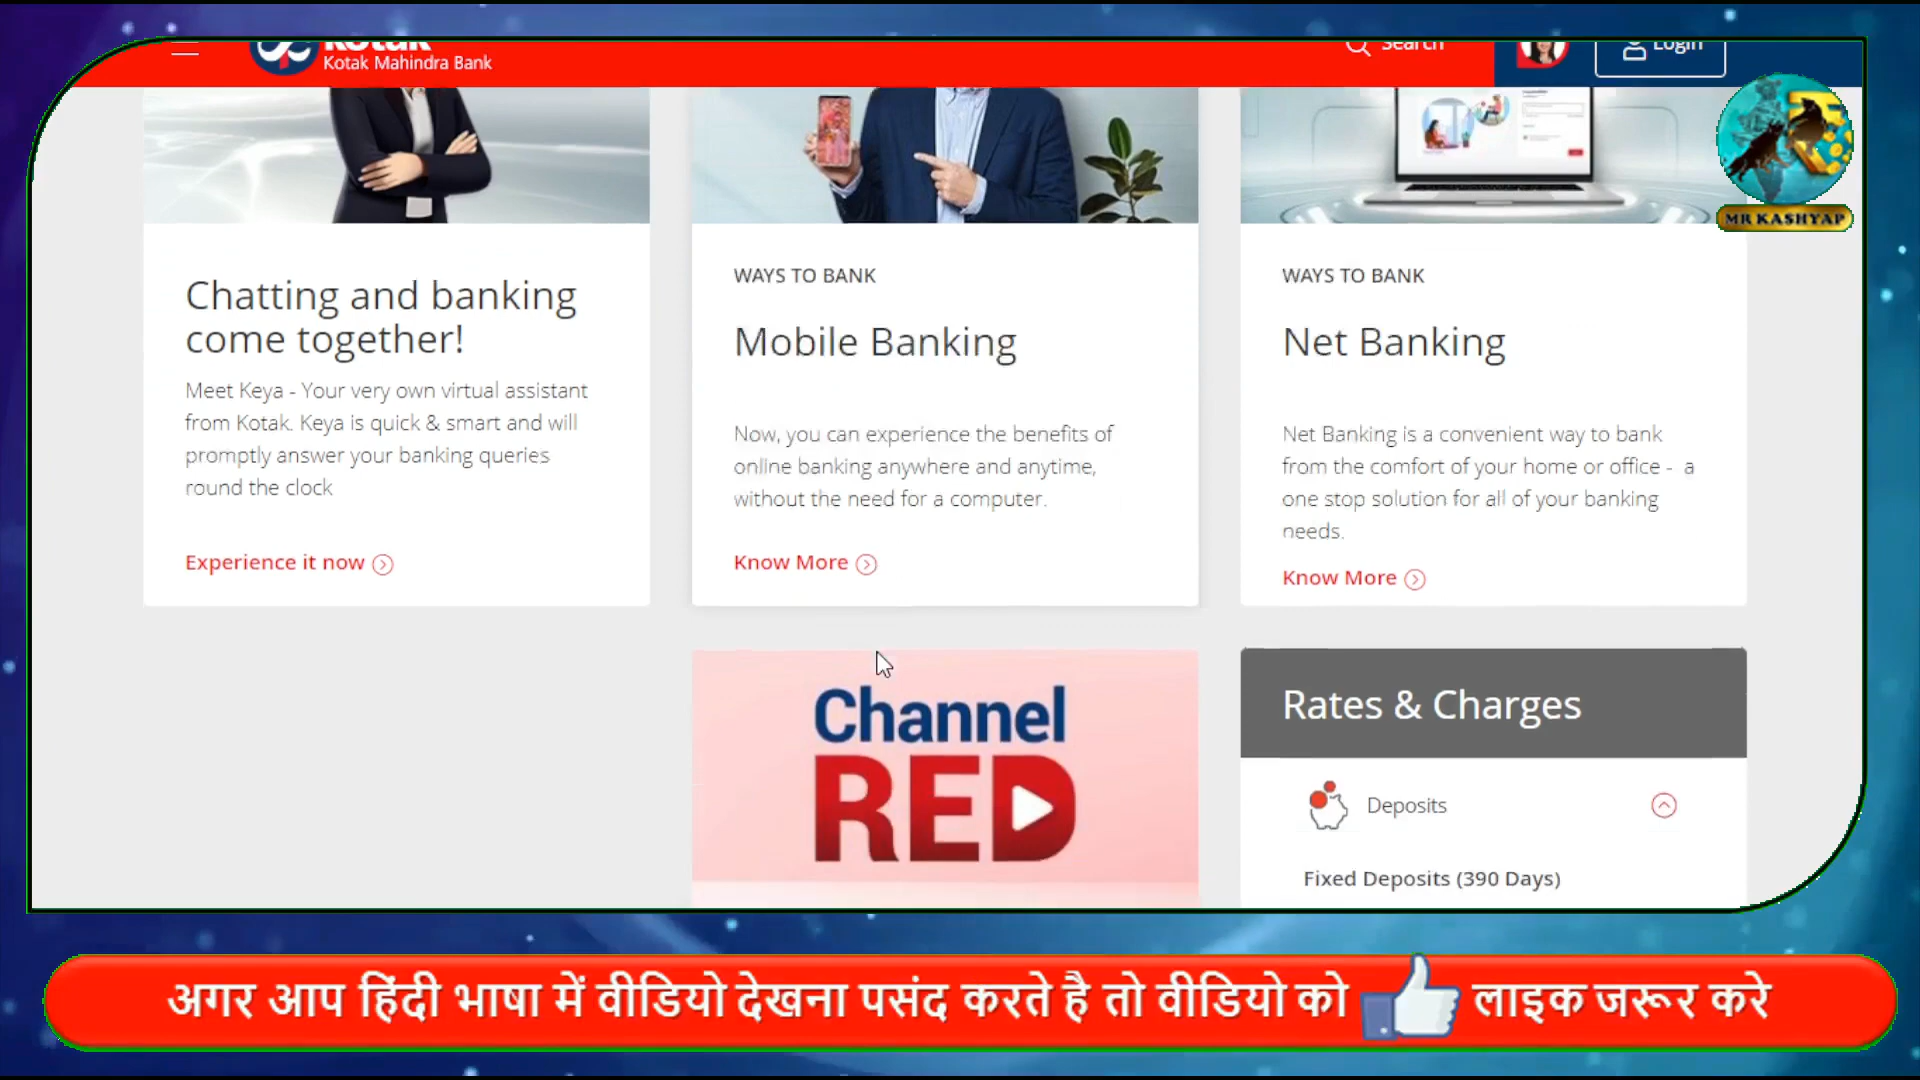 kotak
Kotak Mahindra Bank
Search
Login
MR KASHYAP
Chatting and banking
come together!
Meet Keya - Your very own virtual assistant
from Kotak. Keya is quick & smart and will
promptly answer your banking queries
round the clock
Experience it now
WAYS TO BANK
Mobile Banking
Now, you can experience the benefits of
online banking anywhere and anytime,
without the need for a computer.
Know More
WAYS TO BANK
Net Banking
Net Banking is a convenient way to bank
from the comfort of your home or office - a
one stop solution for all of your banking
needs.
Know More
Channel
RED
Rates & Charges
Deposits
Fixed Deposits (390 Days)
अगर आप हिंदी भाषा में वीडियो देखना पसंद करते है तो वीडियो को लाइक जरूर करे